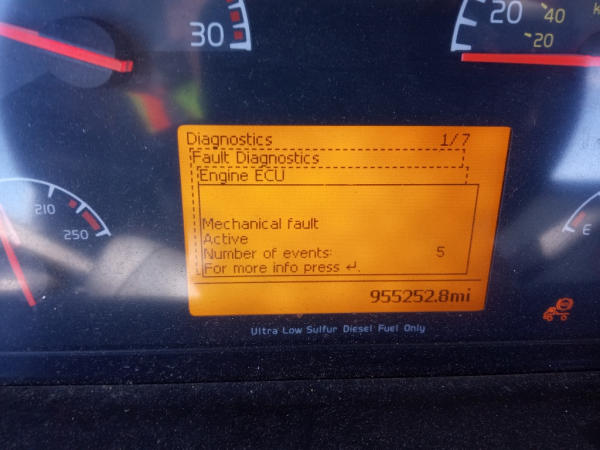 30
20
40
20
k
Diagnostics 1/7
Fault Diagnostics
Engine ECU
Mechanical fault
Active
Number of events: 5
For more info press ↵.
955252.8mi
210
250
E
Ultra Low Sulfur Diesel Fuel Only